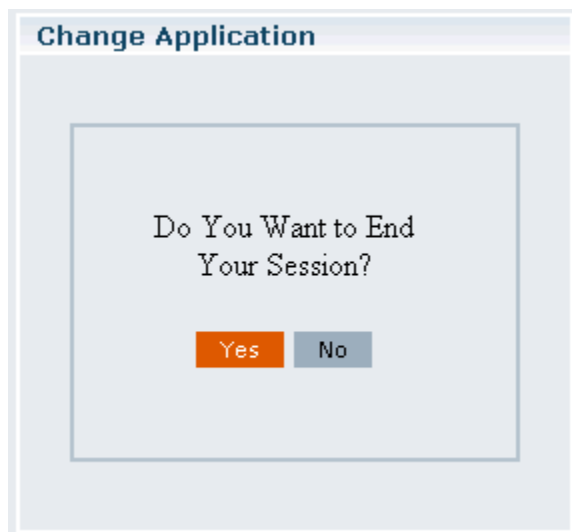 Change Application
Do You Want to End
Your Session?
Yes No